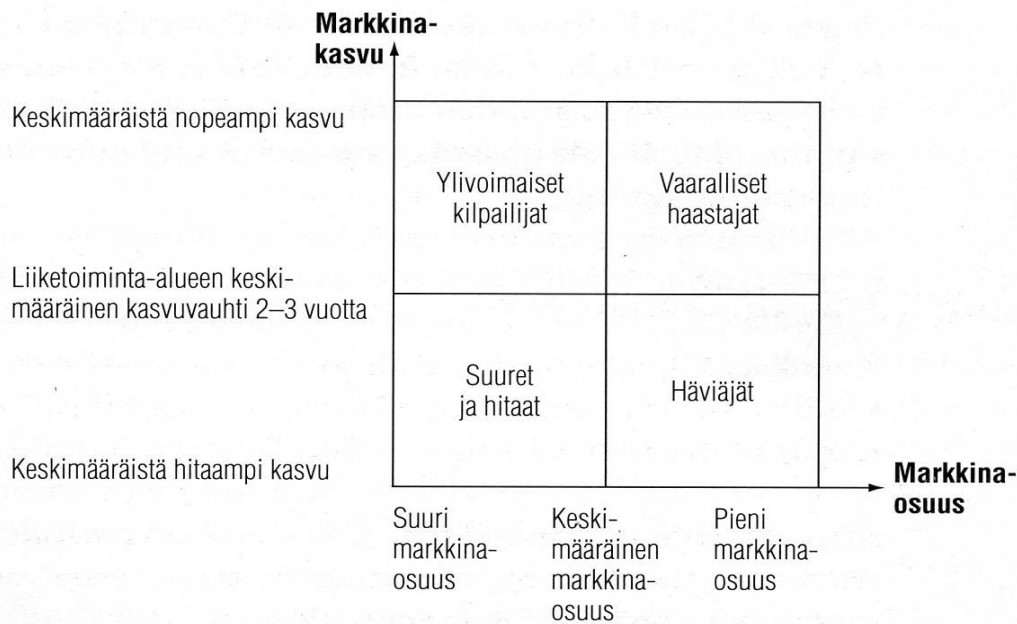 Markkina-
kasvu
Keskimääräistä nopeampi kasvu
Ylivoimaiset
kilpailijat
Vaaralliset
haastajat
Liiketoiminta-alueen keski-
määräinen kasvuvauhti 2–3 vuotta
Suuret
ja hitaat
Häviäjät
Keskimääräistä hitaampi kasvu
Markkina-
osuus
Suuri
markkina-
osuus
Keski-
määräinen
markkina-
osuus
Pieni
markkina-
osuus